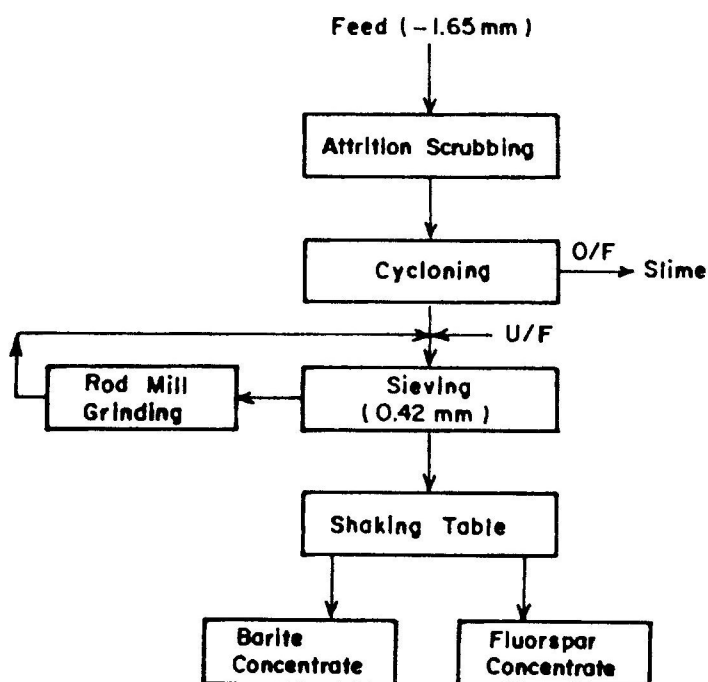 Feed (-1.65 mm)
Attrition Scrubbing
Cycloning
O/F
Slime
U/F
Rod Mill
Grinding
Sieving
(0.42 mm)
Shaking Table
Barite
Concentrate
Fluorspar
Concentrate